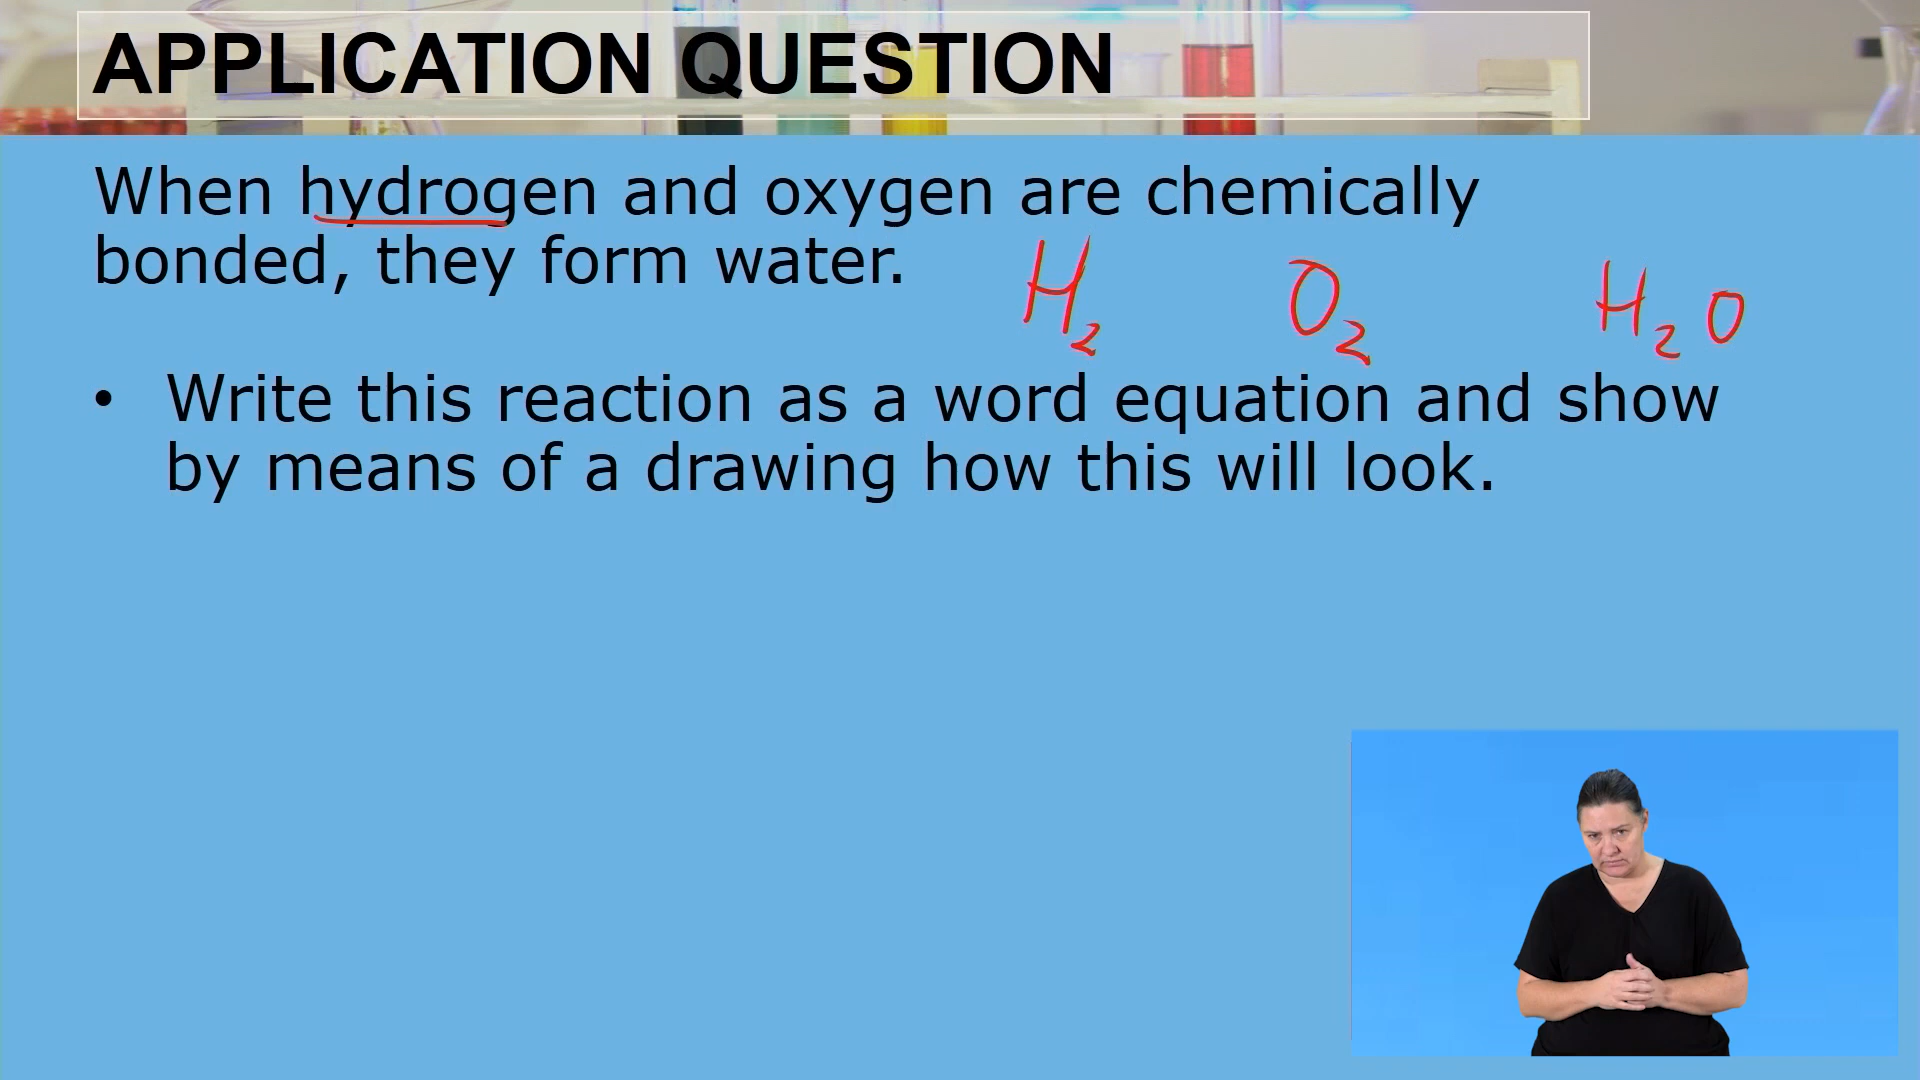 APPLICATION QUESTION
When hydrogen and oxygen are chemically
bonded, they form water.
H₂ O₂ H₂O
• Write this reaction as a word equation and show
by means of a drawing how this will look.